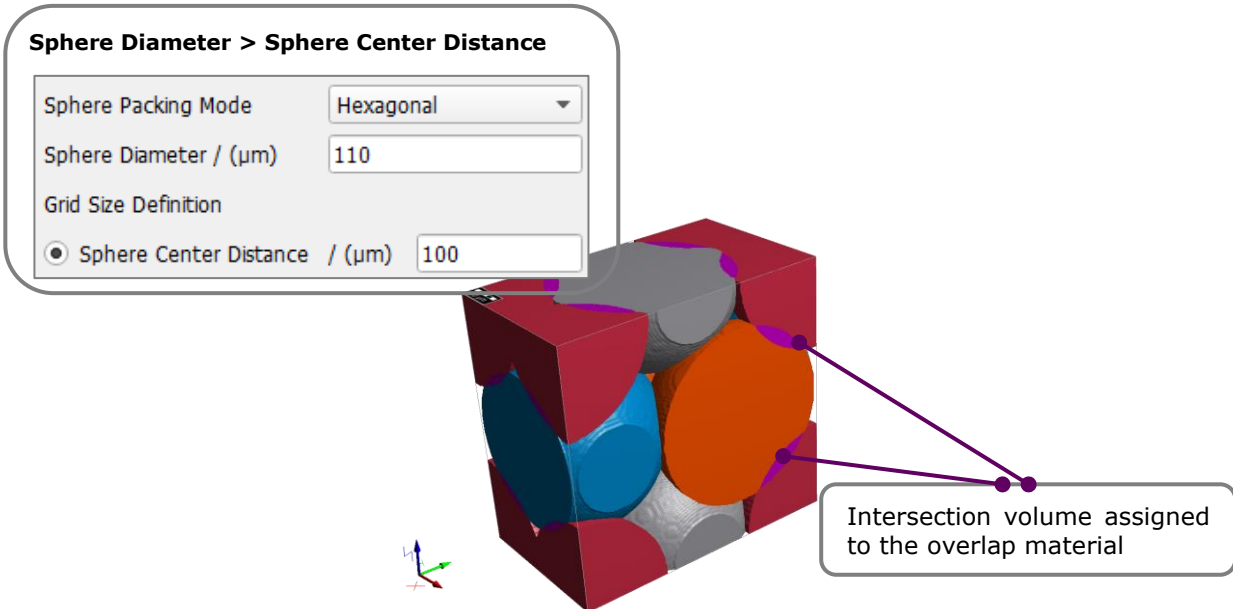 Sphere Diameter > Sphere Center Distance
Sphere Packing Mode Hexagonal
Sphere Diameter / (µm) 110
Grid Size Definition
Sphere Center Distance / (µm) 100
Intersection volume assigned
to the overlap material